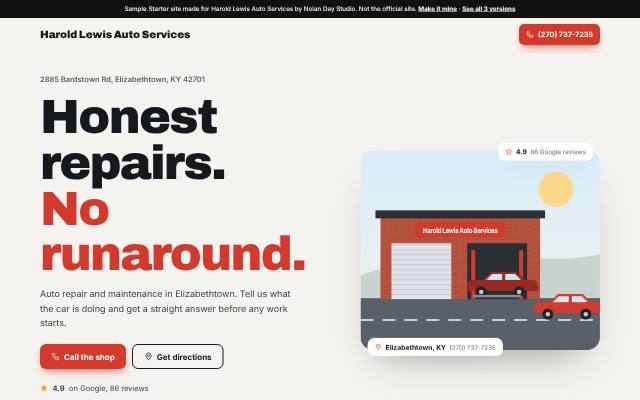 Sample Starter site made for Harold Lewis Auto Services by Nolan Day Studio. Not the official site. Make it mine · See all 3 versions
Harold Lewis Auto Services
(270) 737-7235
2885 Bardstown Rd, Elizabethtown, KY 42701
Honest
repairs.
No
runaround.
Auto repair and maintenance in Elizabethtown. Tell us what
the car is doing and get a straight answer before any work
starts.
Call the shop
Get directions
4.9 on Google, 86 reviews
4.9 86 Google reviews
Harold Lewis Auto Services
Elizabethtown, KY (270) 737-7235